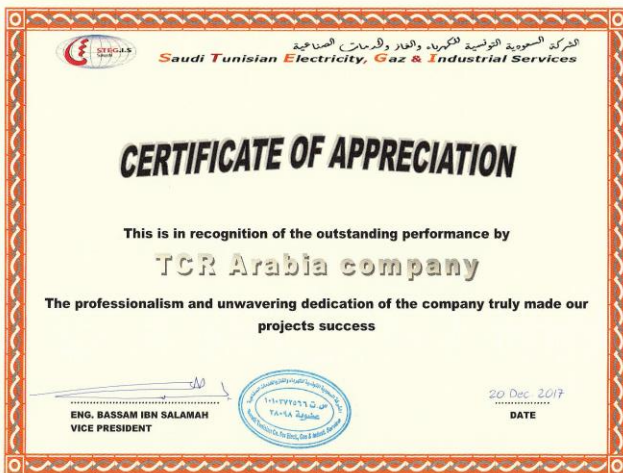 STEG.I.S
Saudi
الشركة السعودية التونسية للكهرباء والغاز والخدمات الصناعية
Saudi Tunisian Electricity, Gaz & Industrial Services
CERTIFICATE OF APPRECIATION
This is in recognition of the outstanding performance by
TCR Arabia company
The professionalism and unwavering dedication of the company truly made our
projects success
20 Dec 2017
ENG. BASSAM IBN SALAMAH
VICE PRESIDENT
DATE